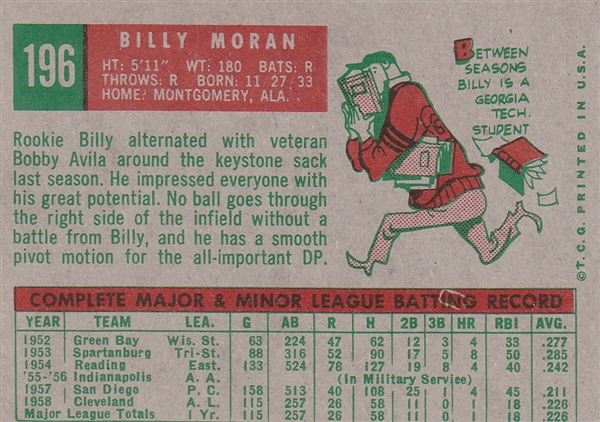 196
BILLY MORAN
HT: 5'11" WT: 180 BATS: R
THROWS: R BORN: 11 27/33
HOME: MONTGOMERY, ALA.
Rookie Billy alternated with veteran
Bobby Avila around the keystone sack
last season. He impressed everyone with
his great potential. No ball goes through
the right side of the infield without a
battle from Billy, and he has a smooth
pivot motion for the all-important DP.
BETWEEN
SEASONS
BILLY IS A
GEORGIA
TECH.
STUDENT
©T.C.G. PRINTED IN U.S.A.
COMPLETE MAJOR & MINOR LEAGUE BATTING RECORD
YEAR TEAM LEA. G AB R H 2B 3B HR RBI AVG.
1952 Green Bay Wis. St. 63 224 47 62 12 3 4 33 .277
1953 Spartanburg Tri-St. 88 316 52 90 17 5 8 50 .285
1954 Reading East. 133 524 78 127 16 3 4 40 .242
'55-'56 Indianapolis A. A. (In Military Service)
1957 San Diego P. C. 158 513 40 108 25 1 4 45 .211
1958 Cleveland A. L. 115 257 26 58 11 0 1 18 .226
Major League Totals 1 Yr. 115 257 26 58 11 0 1 18 .226